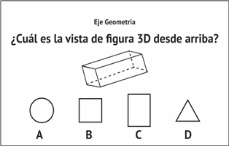 Eje Geometría
¿Cuál es la vista de figura 3D desde arriba?
A B C D